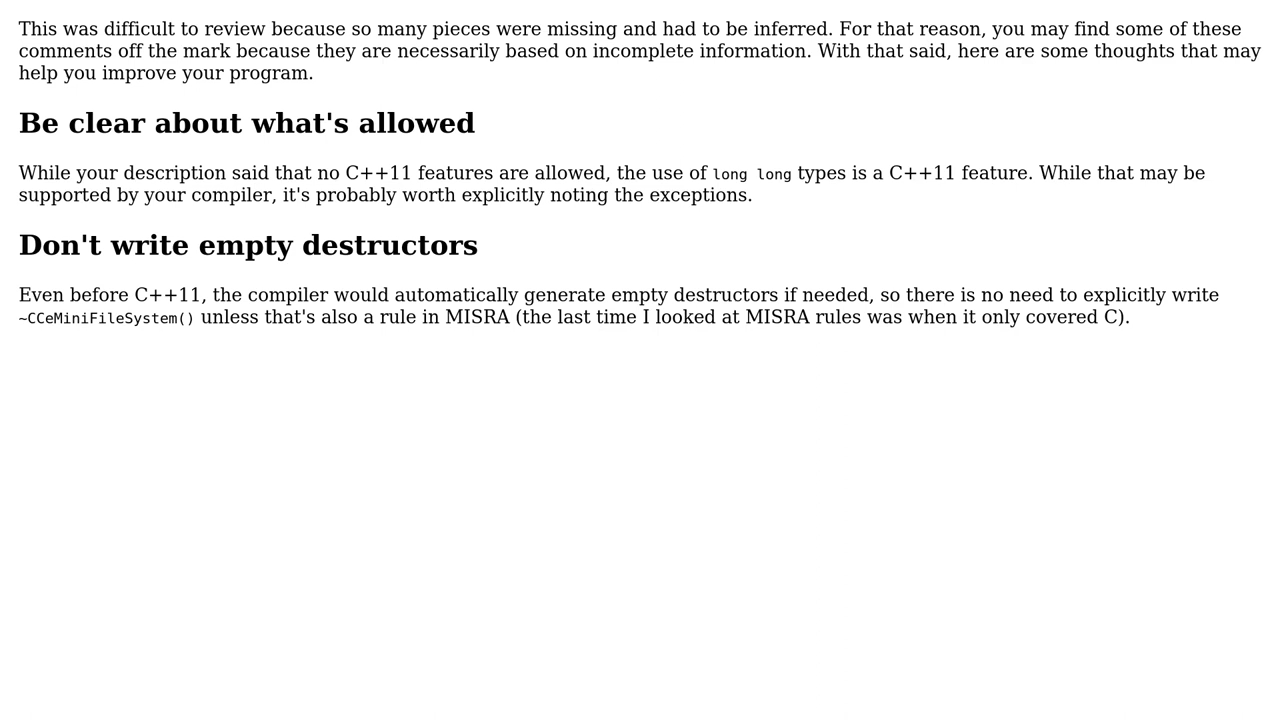 This was difficult to review because so many pieces were missing and had to be inferred. For that reason, you may find some of these
comments off the mark because they are necessarily based on incomplete information. With that said, here are some thoughts that may
help you improve your program.
Be clear about what's allowed
While your description said that no C++11 features are allowed, the use of long long types is a C++11 feature. While that may be
supported by your compiler, it's probably worth explicitly noting the exceptions.
Don't write empty destructors
Even before C++11, the compiler would automatically generate empty destructors if needed, so there is no need to explicitly write
~CCeMiniFileSystem() unless that's also a rule in MISRA (the last time I looked at MISRA rules was when it only covered C).